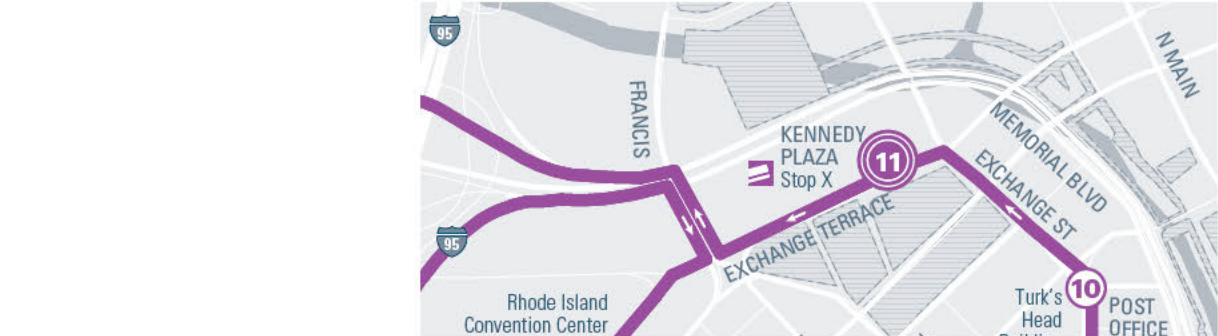 95
N MAIN
FRANCIS
KENNEDY
PLAZA
Stop X
11
MEMORIAL BLVD
EXCHANGE ST
EXCHANGE TERRACE
95
Rhode Island
Convention Center
Turk's
Head
10
POST
OFFICE